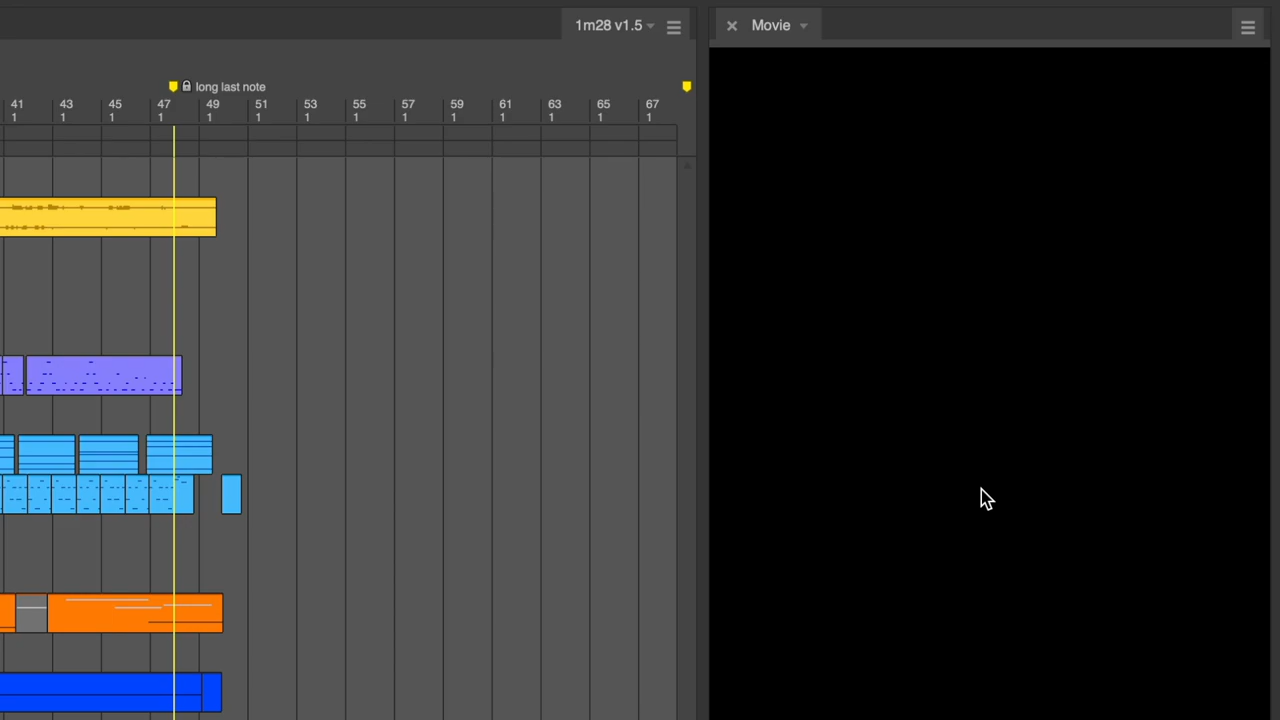 1m28 v1.5
Movie
long last note
41 43 45 47 49 51 53 55 57 59 61 63 65 67
1 1 1 1 1 1 1 1 1 1 1 1 1 1